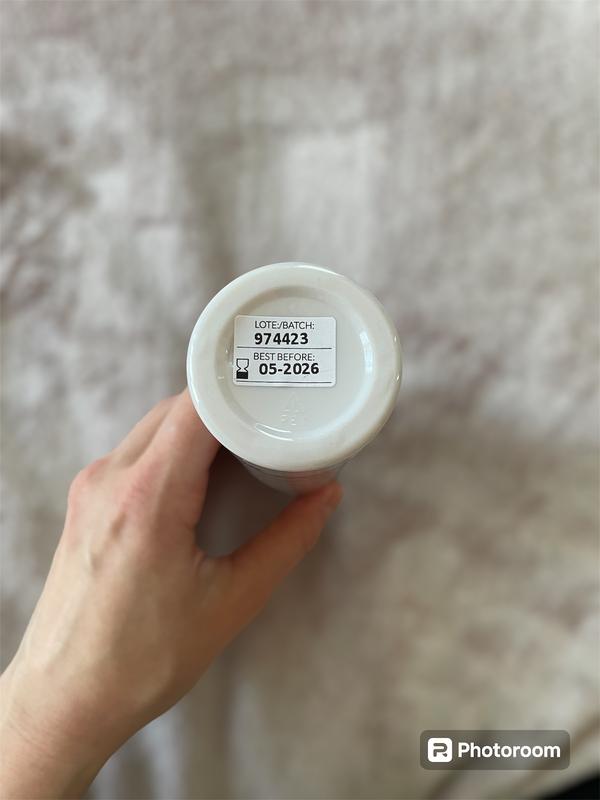 LOTE:/BATCH:
974423
BEST BEFORE:
05-2026
Photoroom